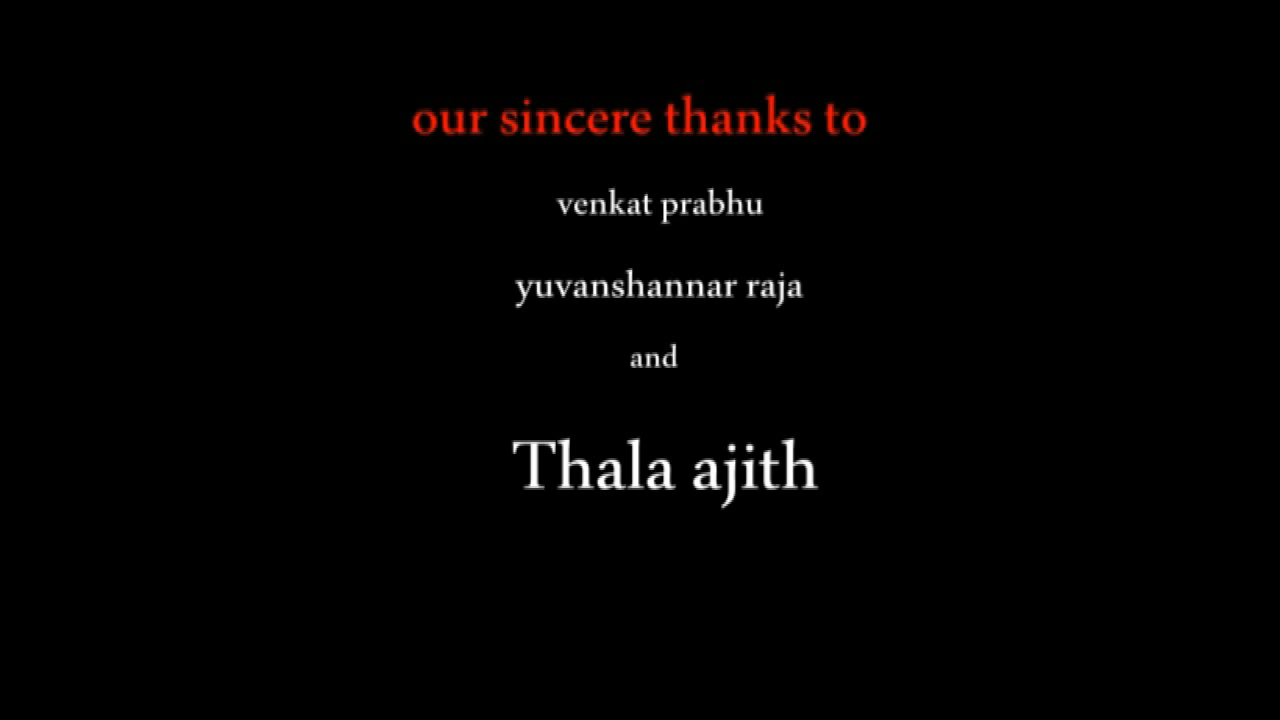 our sincere thanks to
venkat prabhu
yuvanshannar raja
and
Thala ajith